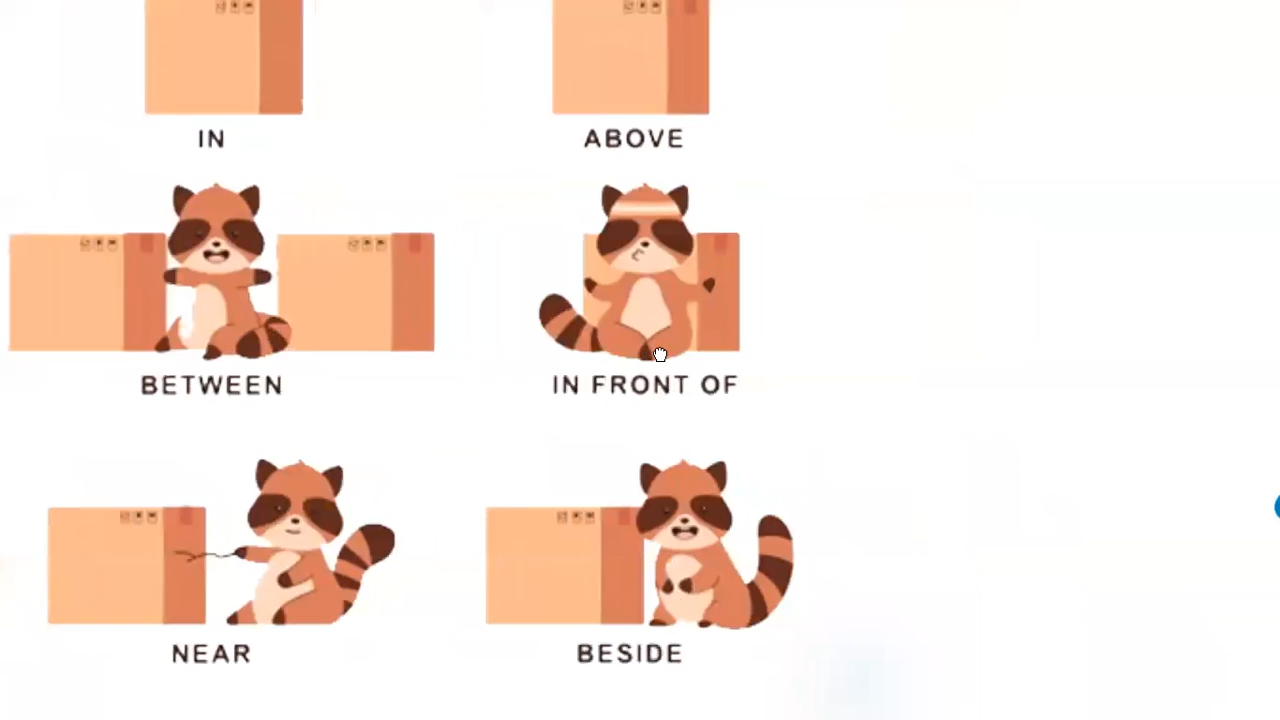 IN
ABOVE
BETWEEN
IN FRONT OF
NEAR
BESIDE